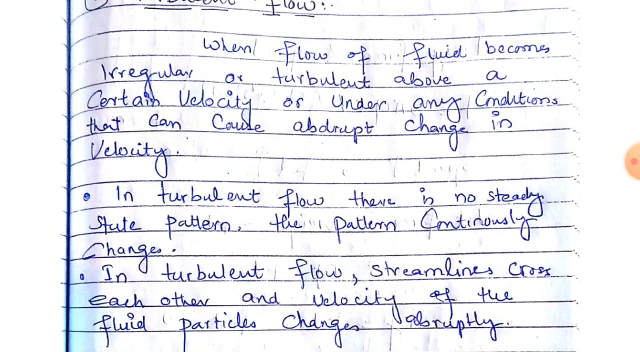 Flow:-
When flow of fluid becomes
Irregular or turbulent above a
Certain Velocity or Under any Conditions
that Can Cause abdrupt Change in
Velocity.
• In turbulent flow there is no steady
state pattern. the pattern Continously
Changes.
• In turbulent flow, streamlines cross
each other and velocity of the
fluid particles Changes abruptly.